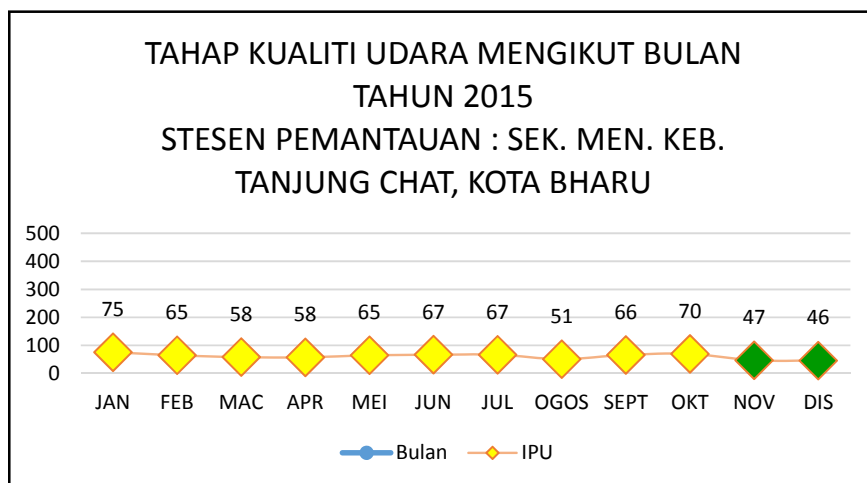 TAHAP KUALITI UDARA MENGIKUT BULAN
TAHUN 2015
STESEN PEMANTAUAN : SEK. MEN. KEB.
TANJUNG CHAT, KOTA BHARU
500
400
300
200
100
0
75 65 58 58 65 67 67 51 66 70 47 46
JAN FEB MAC APR MEI JUN JUL OGOS SEPT OKT NOV DIS
Bulan IPU